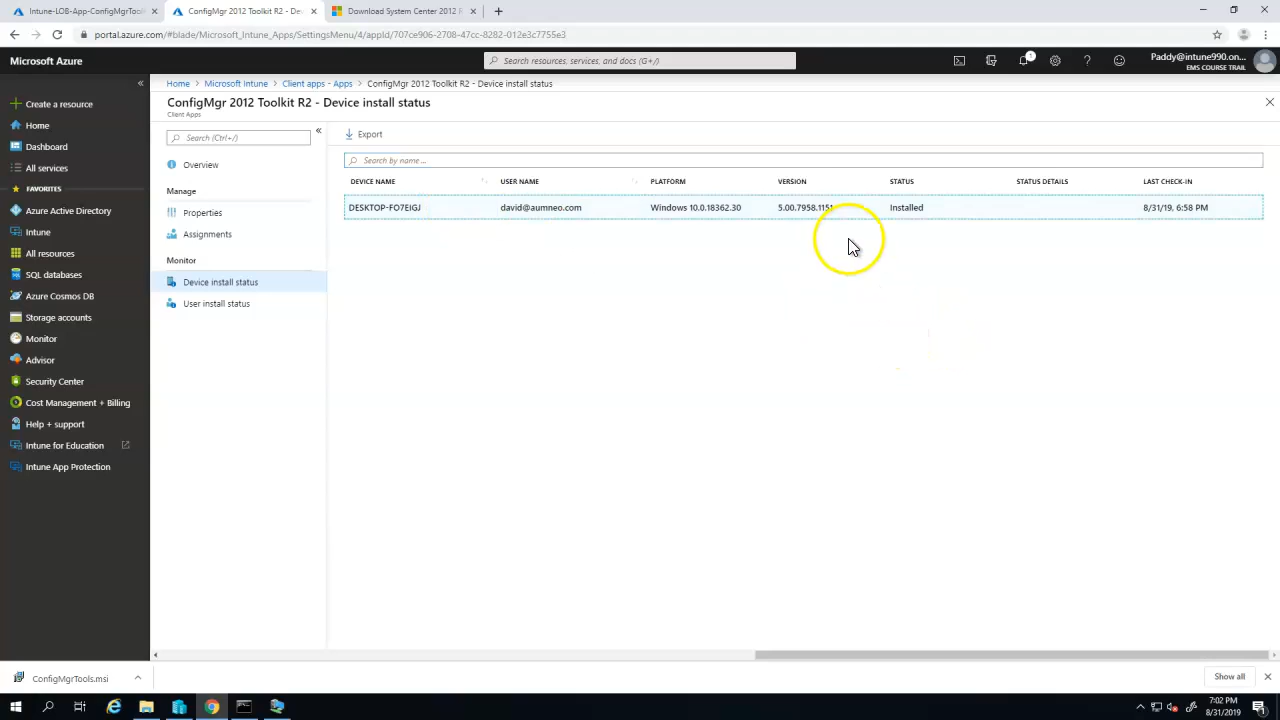 Intune-LOB-App-ConfigMgrToolk
ConfigMgr 2012 Toolkit R2 - Dev
Download System Center 2012 R
portal.azure.com/#blade/Microsoft_Intune_Apps/SettingsMenu/4/appId/707ce906-2708-47cc-8282-012e3c7755e3
Microsoft Azure
Search resources, services, and docs (G+/)
1
Paddy@intune990.on...
EMS COURSE TRAIL
Home
Microsoft Intune
Client apps - Apps
ConfigMgr 2012 Toolkit R2 - Device install status
ConfigMgr 2012 Toolkit R2 - Device install status
Client Apps
Create a resource
Home
Dashboard
All services
FAVORITES
Azure Active Directory
Intune
All resources
SQL databases
Azure Cosmos DB
Storage accounts
Monitor
Advisor
Security Center
Cost Management + Billing
Help + support
Intune for Education
Intune App Protection
Search (Ctrl+/)
Overview
Manage
Properties
Assignments
Monitor
Device install status
User install status
Export
Search by name ...
DEVICE NAME USER NAME PLATFORM VERSION STATUS STATUS DETAILS LAST CHECK-IN
DESKTOP-FO7EIGJ david@aumneo.com Windows 10.0.18362.30 5.00.7958.1151 Installed 8/31/19, 6:58 PM
ConfigMgrTools.msi
Show all
7:02 PM
8/31/2019
1